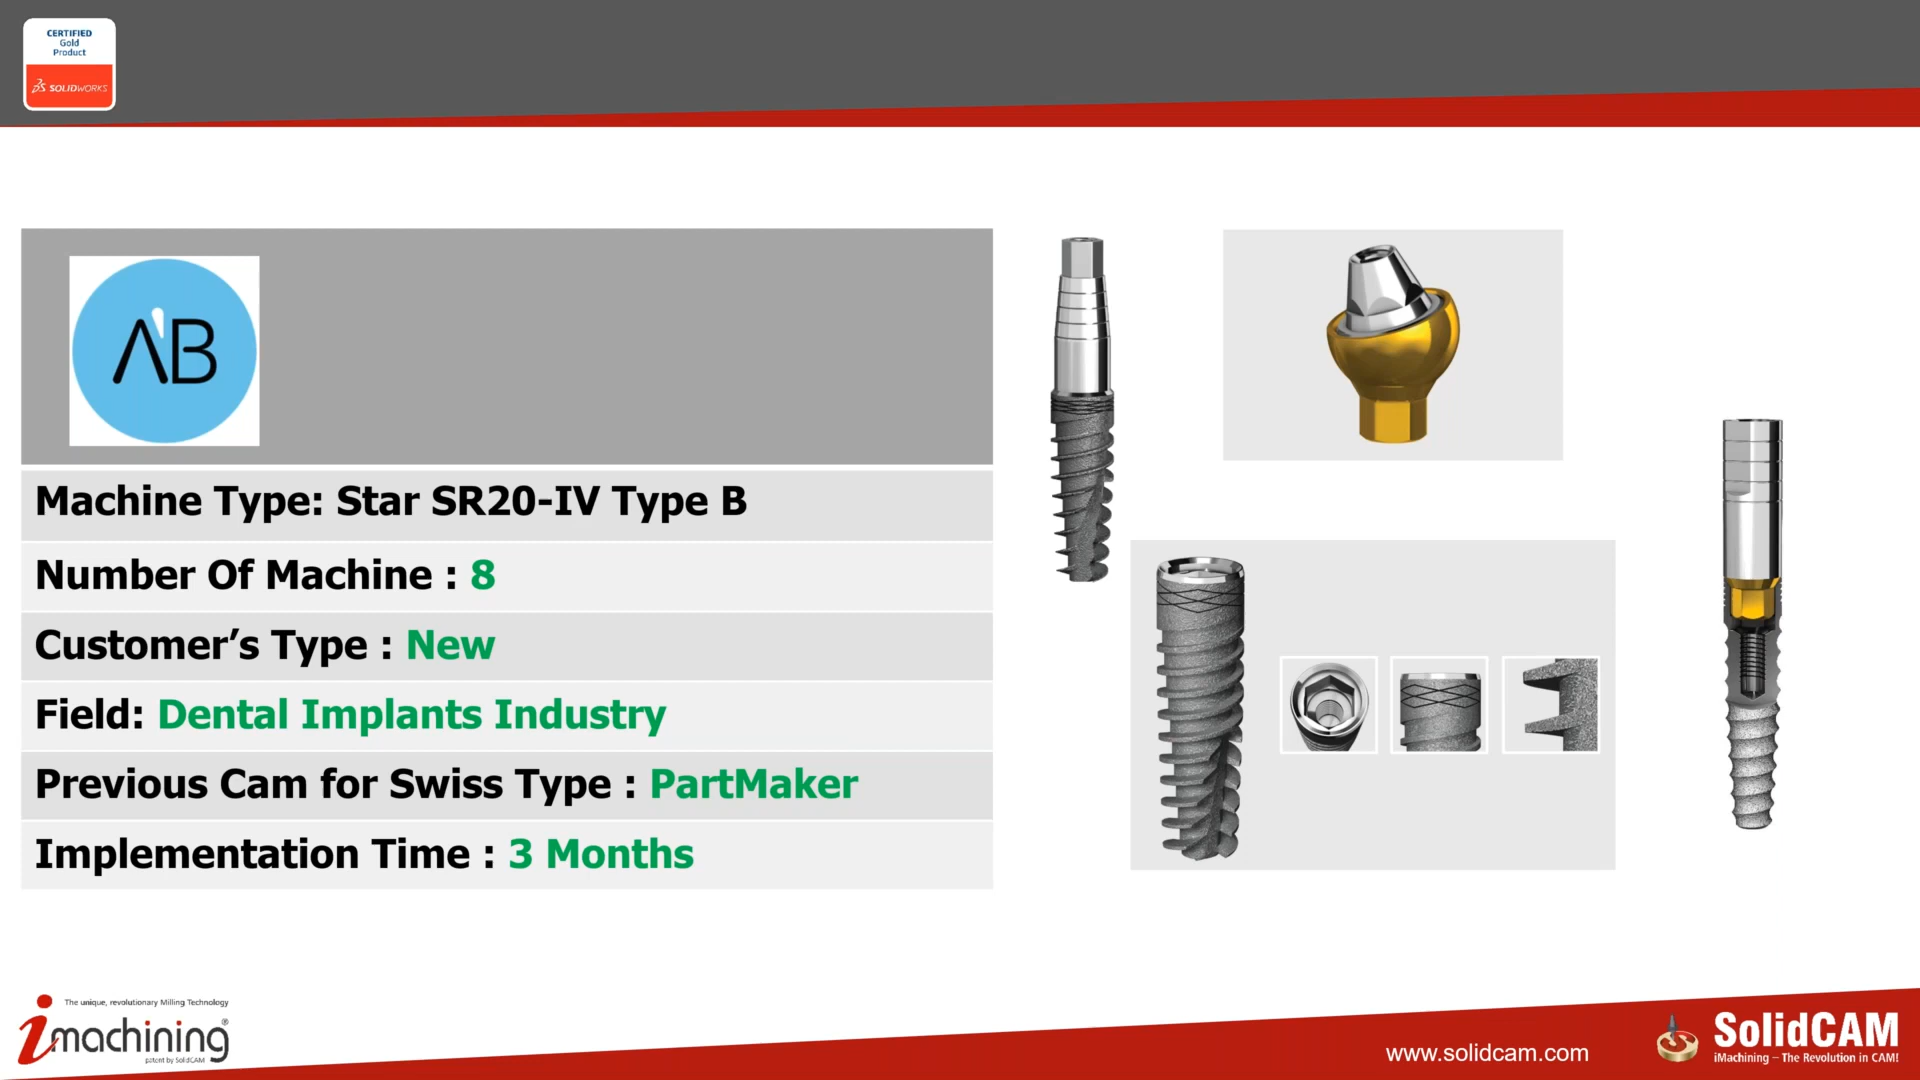 CERTIFIED
Gold
Product
SOLIDWORKS
AB
Machine Type: Star SR20-IV Type B
Number Of Machine : 8
Customer’s Type : New
Field: Dental Implants Industry
Previous Cam for Swiss Type : PartMaker
Implementation Time : 3 Months
The unique, revolutionary Milling Technology
imachining®
patent by SolidCAM
www.solidcam.com
SolidCAM
iMachining – The Revolution in CAM!